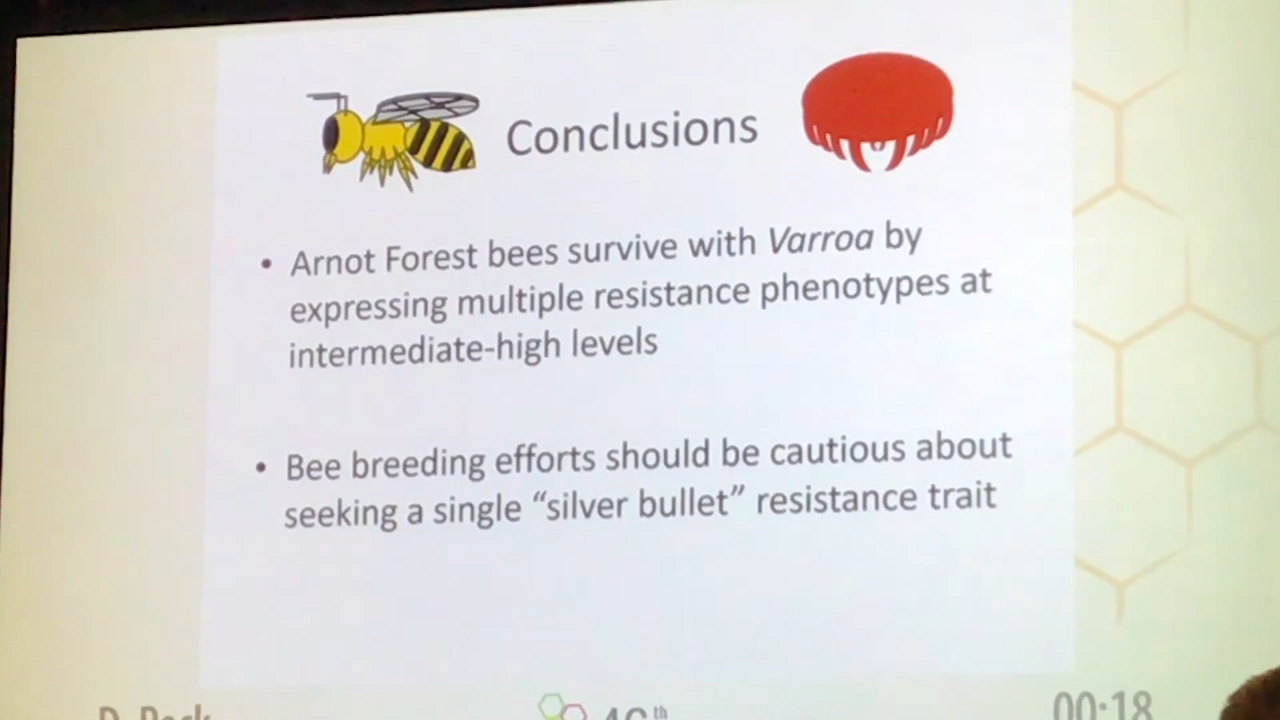 Conclusions
• Arnot Forest bees survive with Varroa by
expressing multiple resistance phenotypes at
intermediate-high levels
• Bee breeding efforts should be cautious about
seeking a single “silver bullet” resistance trait
00:18